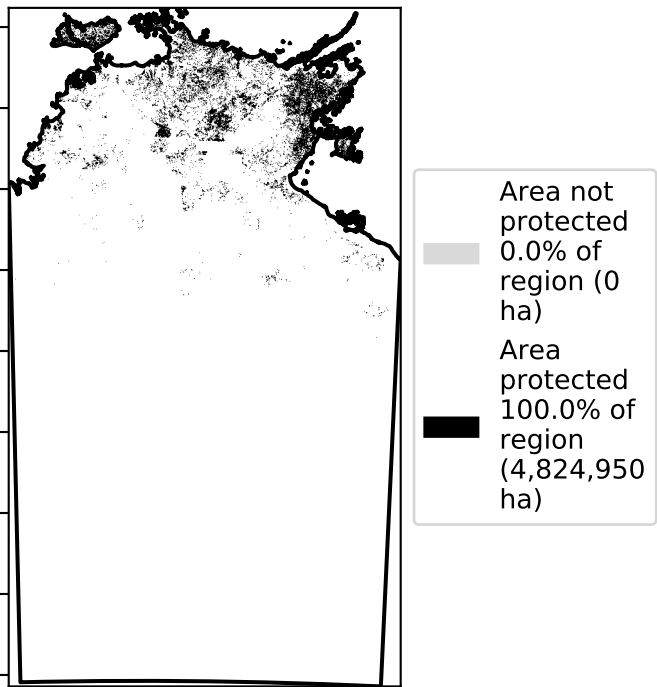 Area not
protected
0.0% of
region (0
ha)
Area
protected
100.0% of
region
(4,824,950
ha)